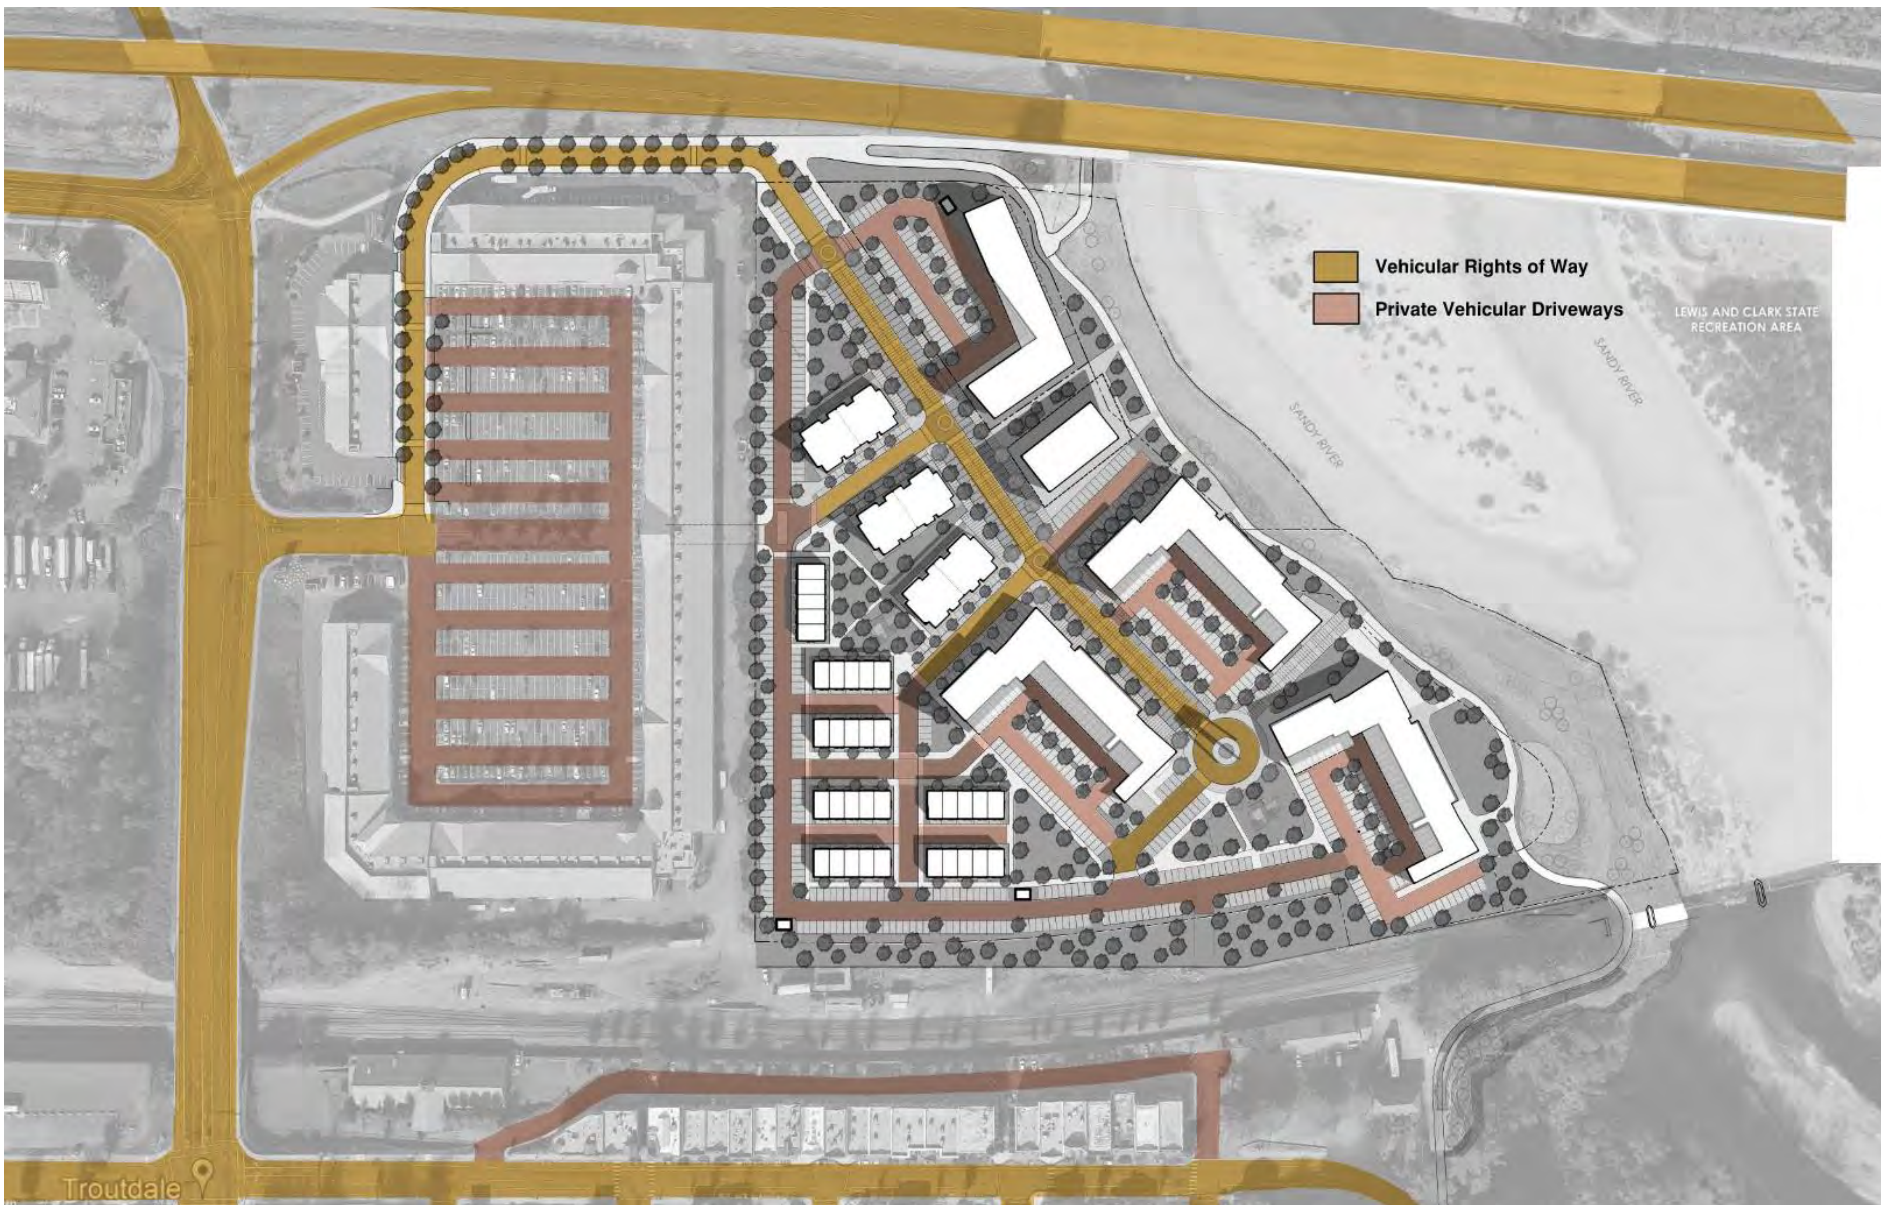 Vehicular Rights of Way
Private Vehicular Driveways
LEWIS AND CLARK STATE
RECREATION AREA
SANDY RIVER
SANDY RIVER
Troutdale